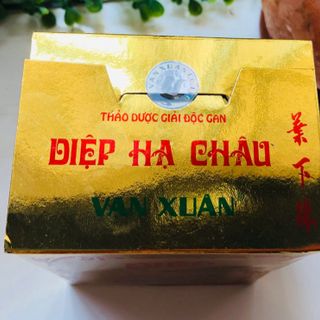 THẢO DƯỢC GIẢI ĐỘC GAN
DIỆP HẠ CHÂU
VẠN XUÂN
葉下珠